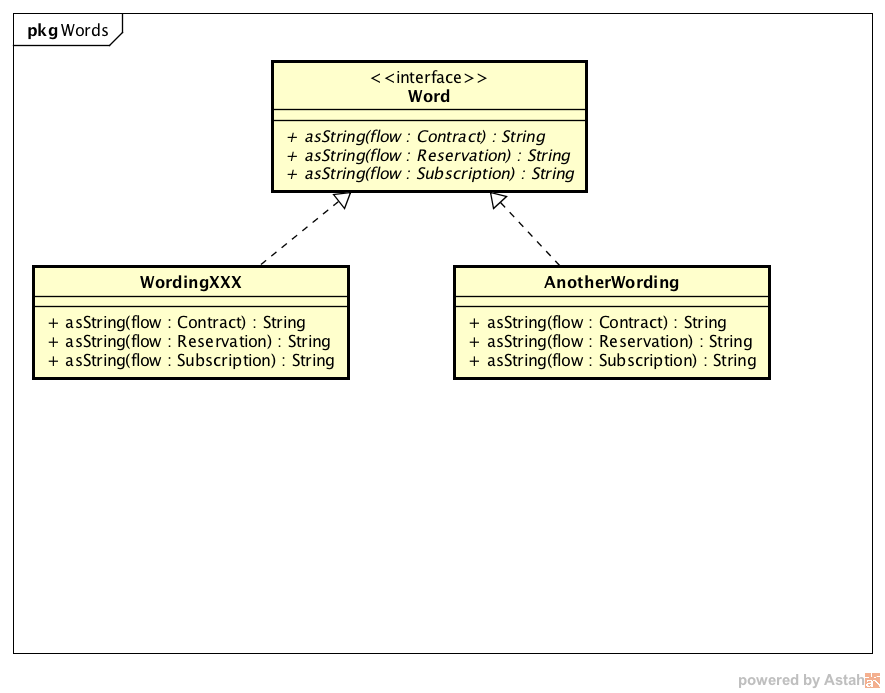 pkg Words
<<interface>>
Word
+ asString(flow : Contract) : String
+ asString(flow : Reservation) : String
+ asString(flow : Subscription) : String
WordingXXX
+ asString(flow : Contract) : String
+ asString(flow : Reservation) : String
+ asString(flow : Subscription) : String
AnotherWording
+ asString(flow : Contract) : String
+ asString(flow : Reservation) : String
+ asString(flow : Subscription) : String
powered by Astah